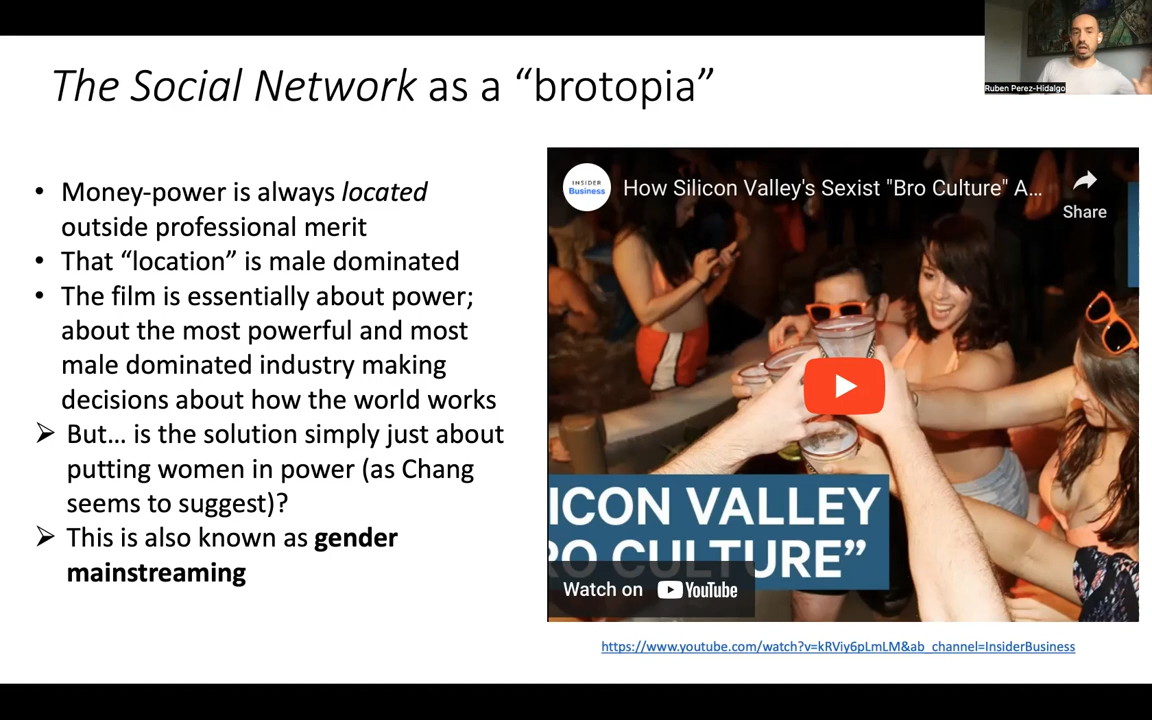 The Social Network as a “brotopia”
Ruben Perez-Hidalgo
• Money-power is always located
outside professional merit
• That “location” is male dominated
• The film is essentially about power;
about the most powerful and most
male dominated industry making
decisions about how the world works
➢ But… is the solution simply just about
putting women in power (as Chang
seems to suggest)?
➢ This is also known as gender
mainstreaming
INSIDER
Business
How Silicon Valley's Sexist "Bro Culture" A...
Share
ICON VALLEY
RO CULTURE”
Watch on YouTube
https://www.youtube.com/watch?v=kRViy6pLmLM&ab_channel=InsiderBusiness